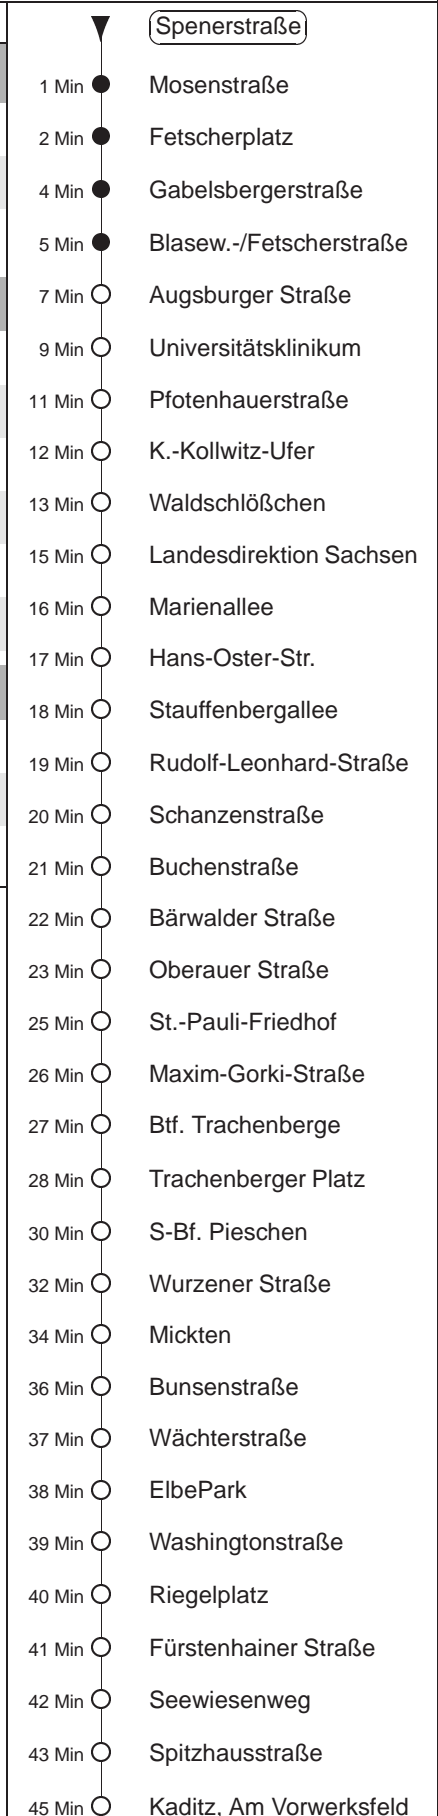 Spenerstraße
1 Min Mosenstraße
2 Min Fetscherplatz
4 Min Gabelsbergerstraße
5 Min Blasew.-/Fetscherstraße
7 Min Augsburger Straße
9 Min Universitätsklinikum
11 Min Pfotenhauerstraße
12 Min K.-Kollwitz-Ufer
13 Min Waldschlößchen
15 Min Landesdirektion Sachsen
16 Min Marienallee
17 Min Hans-Oster-Str.
18 Min Stauffenbergallee
19 Min Rudolf-Leonhard-Straße
20 Min Schanzenstraße
21 Min Buchenstraße
22 Min Bärwalder Straße
23 Min Oberauer Straße
25 Min St.-Pauli-Friedhof
26 Min Maxim-Gorki-Straße
27 Min Btf. Trachenberge
28 Min Trachenberger Platz
30 Min S-Bf. Pieschen
32 Min Wurzener Straße
34 Min Mickten
36 Min Bunsenstraße
37 Min Wächterstraße
38 Min ElbePark
39 Min Washingtonstraße
40 Min Riegelplatz
41 Min Fürstenhainer Straße
42 Min Seewiesenweg
43 Min Spitzhausstraße
45 Min Kaditz, Am Vorwerksfeld